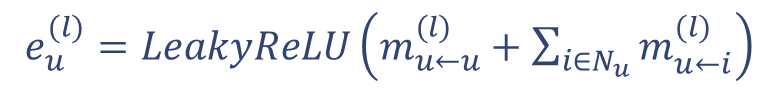 e_u^{(l)} = LeakyReLU(m_{u←u}^{(l)} + ∑_{i∈N_u} m_{u←i}^{(l)})